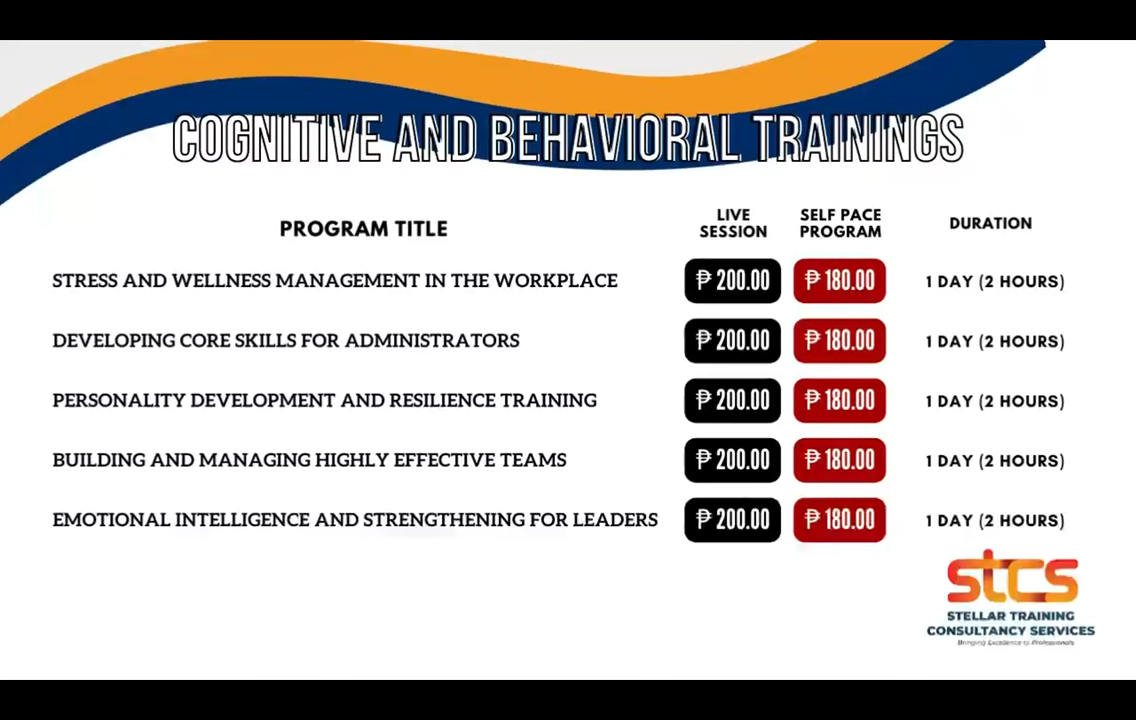 COGNITIVE AND BEHAVIORAL TRAININGS
PROGRAM TITLE
LIVE SESSION
SELF PACE PROGRAM
DURATION
STRESS AND WELLNESS MANAGEMENT IN THE WORKPLACE ₱ 200.00 ₱ 180.00 1 DAY (2 HOURS)
DEVELOPING CORE SKILLS FOR ADMINISTRATORS ₱ 200.00 ₱ 180.00 1 DAY (2 HOURS)
PERSONALITY DEVELOPMENT AND RESILIENCE TRAINING ₱ 200.00 ₱ 180.00 1 DAY (2 HOURS)
BUILDING AND MANAGING HIGHLY EFFECTIVE TEAMS ₱ 200.00 ₱ 180.00 1 DAY (2 HOURS)
EMOTIONAL INTELLIGENCE AND STRENGTHENING FOR LEADERS ₱ 200.00 ₱ 180.00 1 DAY (2 HOURS)
stcs
STELLAR TRAINING
CONSULTANCY SERVICES
Bringing Excellence to Professionals